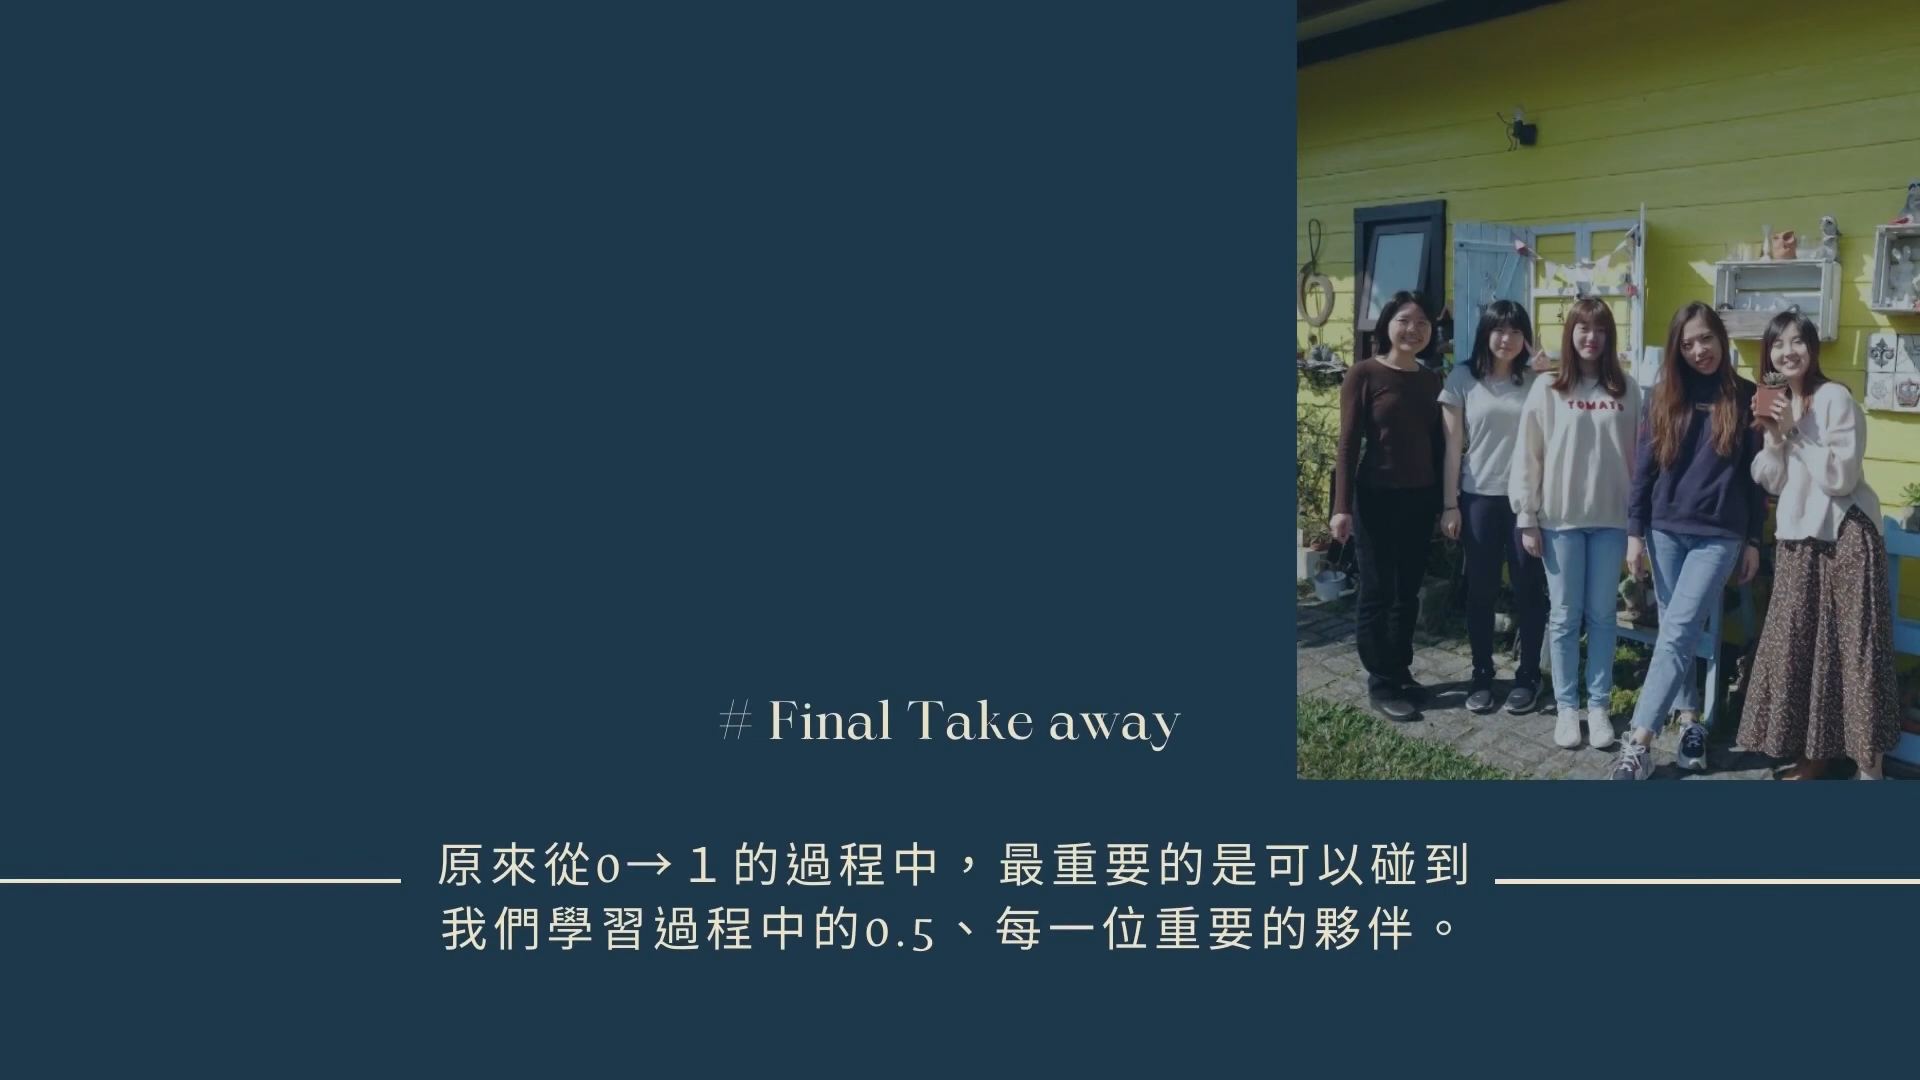 TOMATO
# Final Take away
原來從0→１的過程中，最重要的是可以碰到
我們學習過程中的0.5、每一位重要的夥伴。